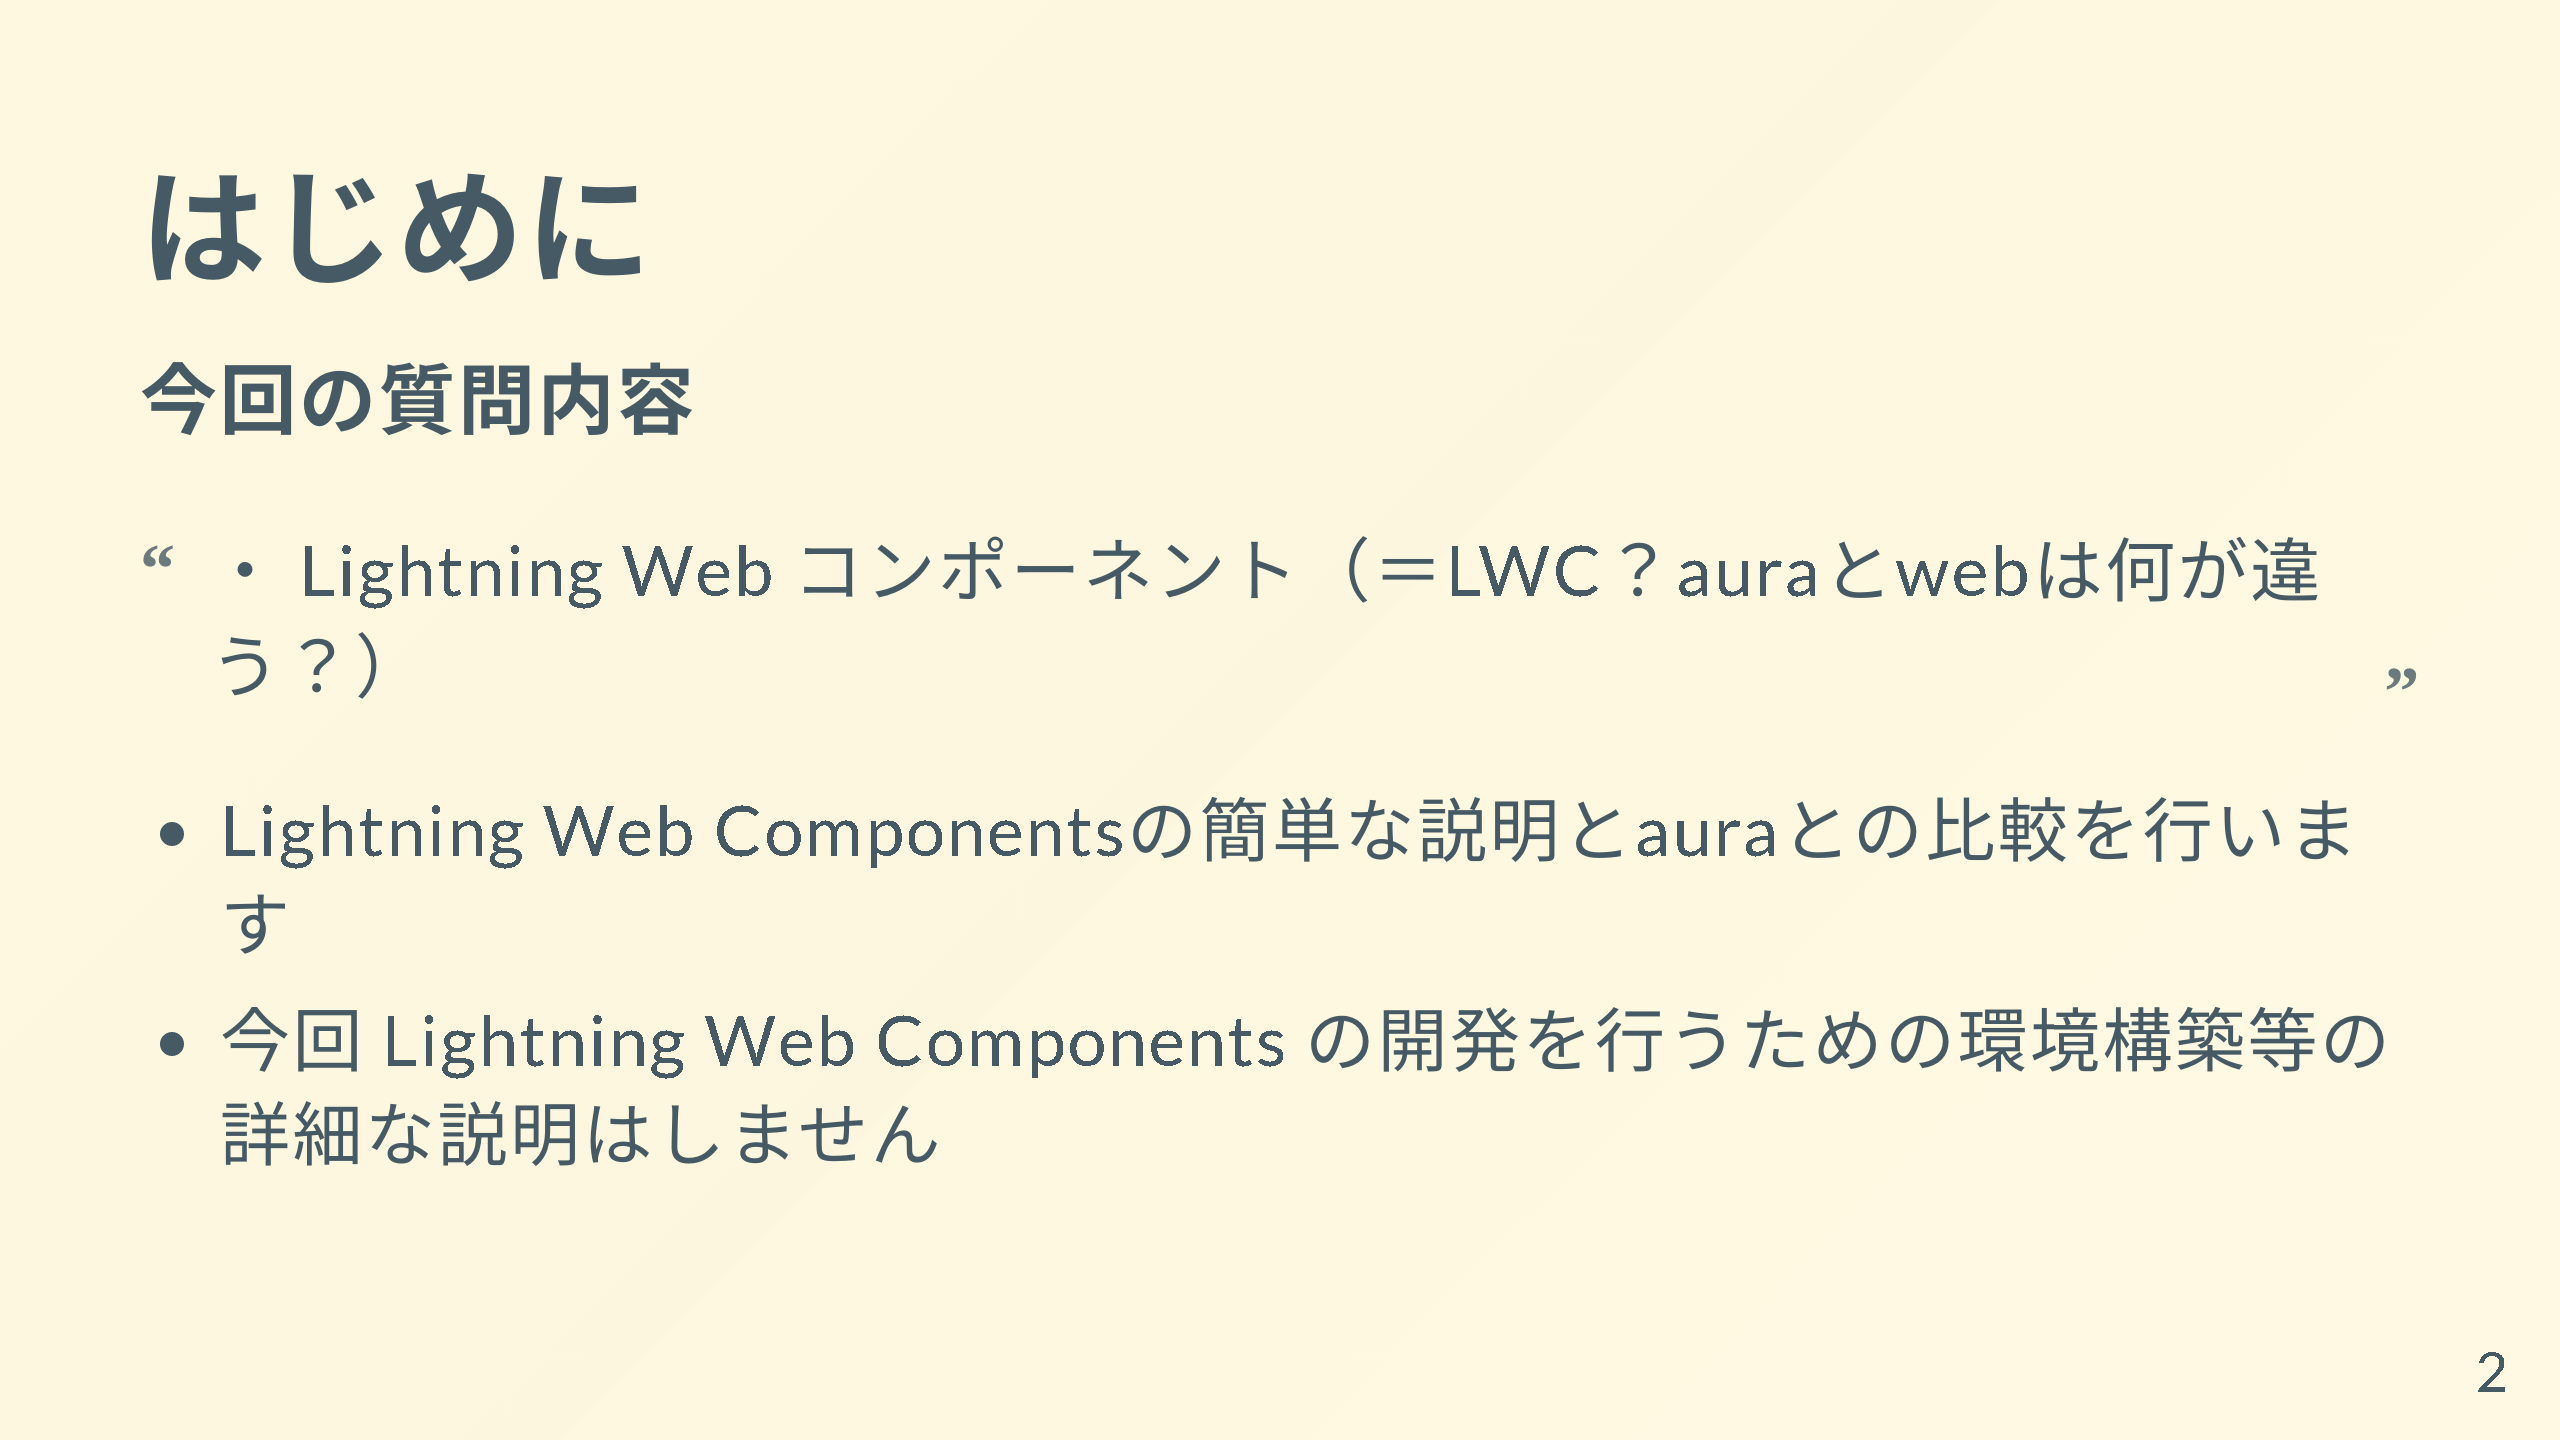 はじめに
今回の質問内容
“ ・ Lightning Web コンポーネント（＝LWC？auraとwebは何が違
う？） ”
• Lightning Web Componentsの簡単な説明とauraとの比較を行いま
す
• 今回 Lightning Web Components の開発を行うための環境構築等の
詳細な説明はしません
2